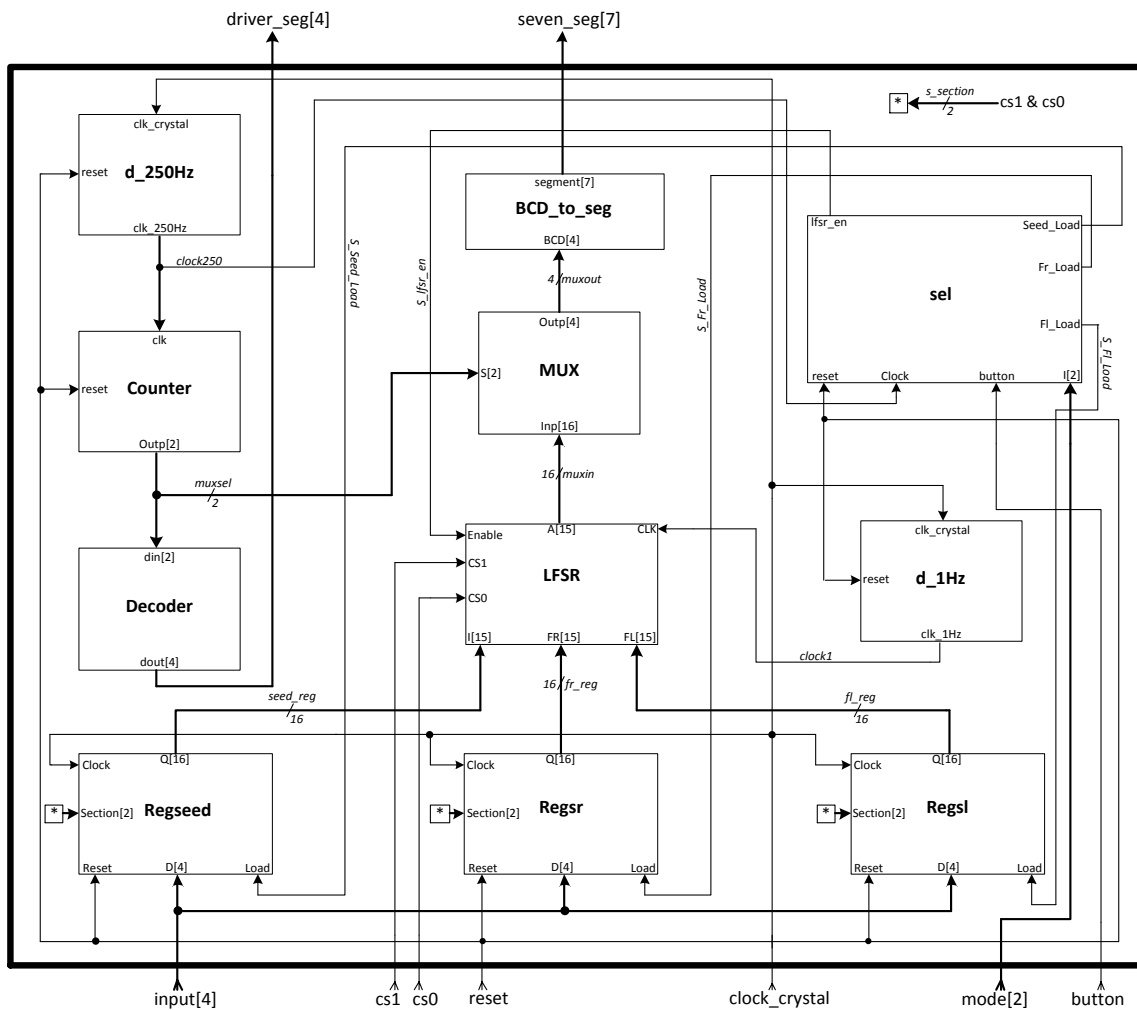 driver_seg[4]
seven_seg[7]
s_section
* 2 cs1 & cs0
clk_crystal
reset
d_250Hz
clk_250Hz
clock250
S_Seed_Load
S_lfsr_en
segment[7]
BCD_to_seg
BCD[4]
4 muxout
S_Fr_Load
lfsr_en
Seed_Load
Fr_Load
sel
Fl_Load
S_Fl_Load
reset
Clock
button
I[2]
clk
reset
Counter
Outp[2]
Outp[4]
S[2]
MUX
Inp[16]
muxsel
2
16 muxin
din[2]
Decoder
dout[4]
A[15]
CLK
Enable
CS1
LFSR
CS0
I[15]
FR[15]
FL[15]
clk_crystal
reset
d_1Hz
clk_1Hz
clock1
seed_reg
16
16 fr_reg
fl_reg
16
Q[16]
Clock
*
Section[2]
Regseed
Reset
D[4]
Load
Q[16]
Clock
*
Section[2]
Regsr
Reset
D[4]
Load
Q[16]
Clock
*
Section[2]
Regsl
Reset
D[4]
Load
input[4]
cs1
cs0
reset
clock_crystal
mode[2]
button